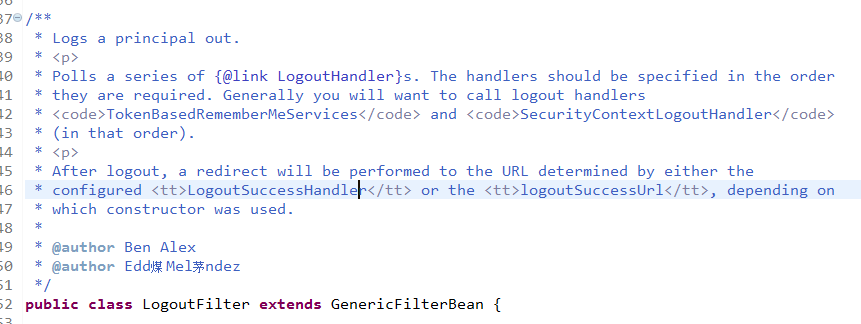 37 /**
38 * Logs a principal out.
39 * <p>
40 * Polls a series of {@link LogoutHandler}s. The handlers should be specified in the order
41 * they are required. Generally you will want to call logout handlers
42 * <code>TokenBasedRememberMeServices</code> and <code>SecurityContextLogoutHandler</code>
43 * (in that order).
44 * <p>
45 * After logout, a redirect will be performed to the URL determined by either the
46 * configured <tt>LogoutSuccessHandler</tt> or the <tt>logoutSuccessUrl</tt>, depending on
47 * which constructor was used.
48 *
49 * @author Ben Alex
50 * @author Edd煤 Mel茅ndez
51 */
52 public class LogoutFilter extends GenericFilterBean {